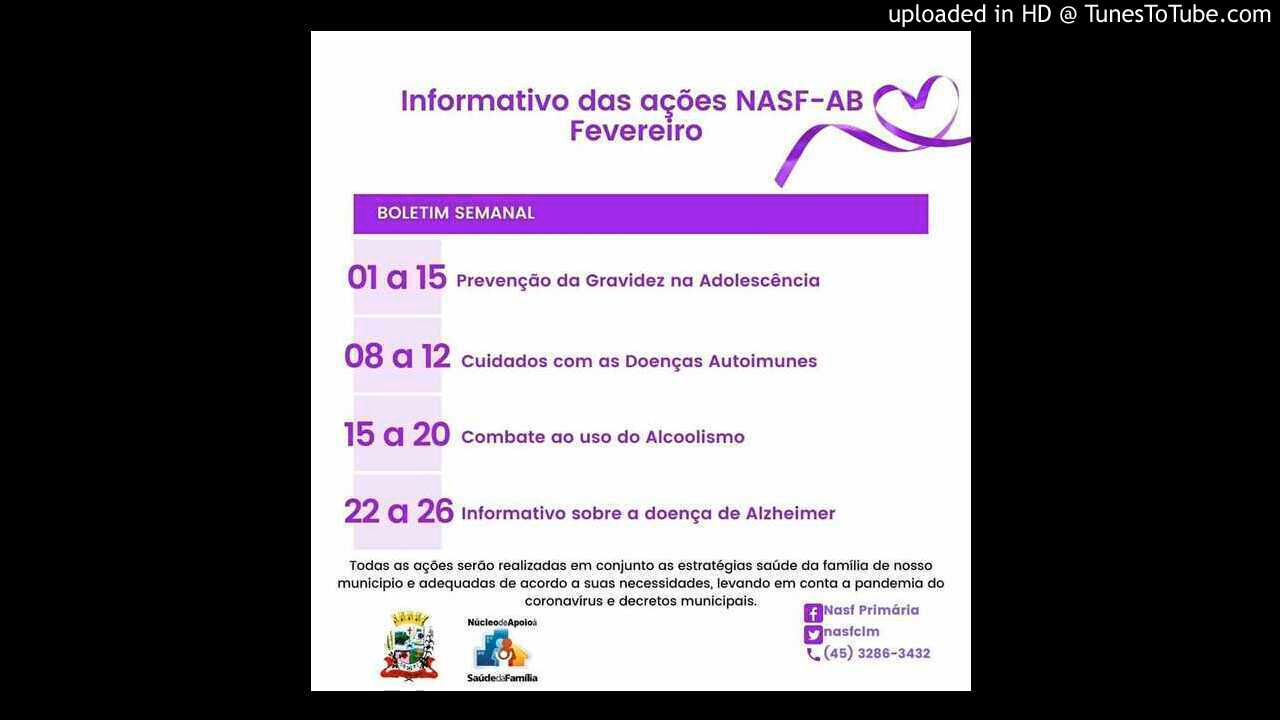 uploaded in HD @ TunesToTube.com
Informativo das ações NASF-AB
Fevereiro
BOLETIM SEMANAL
01 a 15 Prevenção da Gravidez na Adolescência
08 a 12 Cuidados com as Doenças Autoimunes
15 a 20 Combate ao uso do Alcoolismo
22 a 26 Informativo sobre a doença de Alzheimer
Todas as ações serão realizadas em conjunto as estratégias saúde da família de nosso
municipio e adequadas de acordo a suas necessidades, levando em conta a pandemia do
coronavírus e decretos municipais.
Nasf Primária
nasfclm
(45) 3286-3432
NúcleodeApoioà
SaúdedaFamília